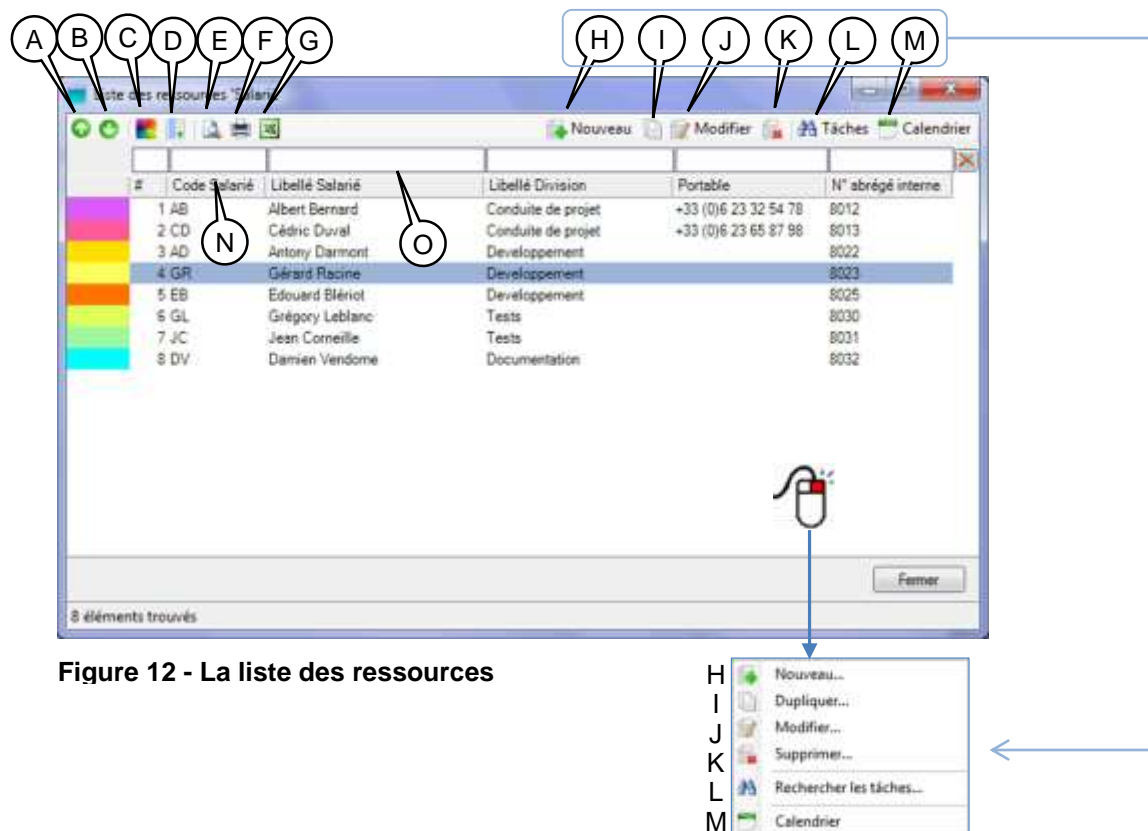 A B C D E F G H I J K L M
Liste des ressources 'Salarié'
Nouveau Modifier Tâches Calendrier
# Code Salarié Libellé Salarié Libellé Division Portable N° abrégé interne
1 AB Albert Bernard Conduite de projet +33 (0)6 23 32 54 78 8012
2 CD Cédric Duval Conduite de projet +33 (0)6 23 65 87 98 8013
3 AD Antony Darmont Developpement 8022
4 GR Gérard Racine Developpement 8023
5 EB Edouard Blériot Developpement 8025
6 GL Grégory Leblanc Tests 8030
7 JC Jean Corneille Tests 8031
8 DV Damien Vendome Documentation 8032
N O
Fermer
8 éléments trouvés
Figure 12 - La liste des ressources
H Nouveau...
I Dupliquer...
J Modifier...
K Supprimer...
L Rechercher les tâches...
M Calendrier